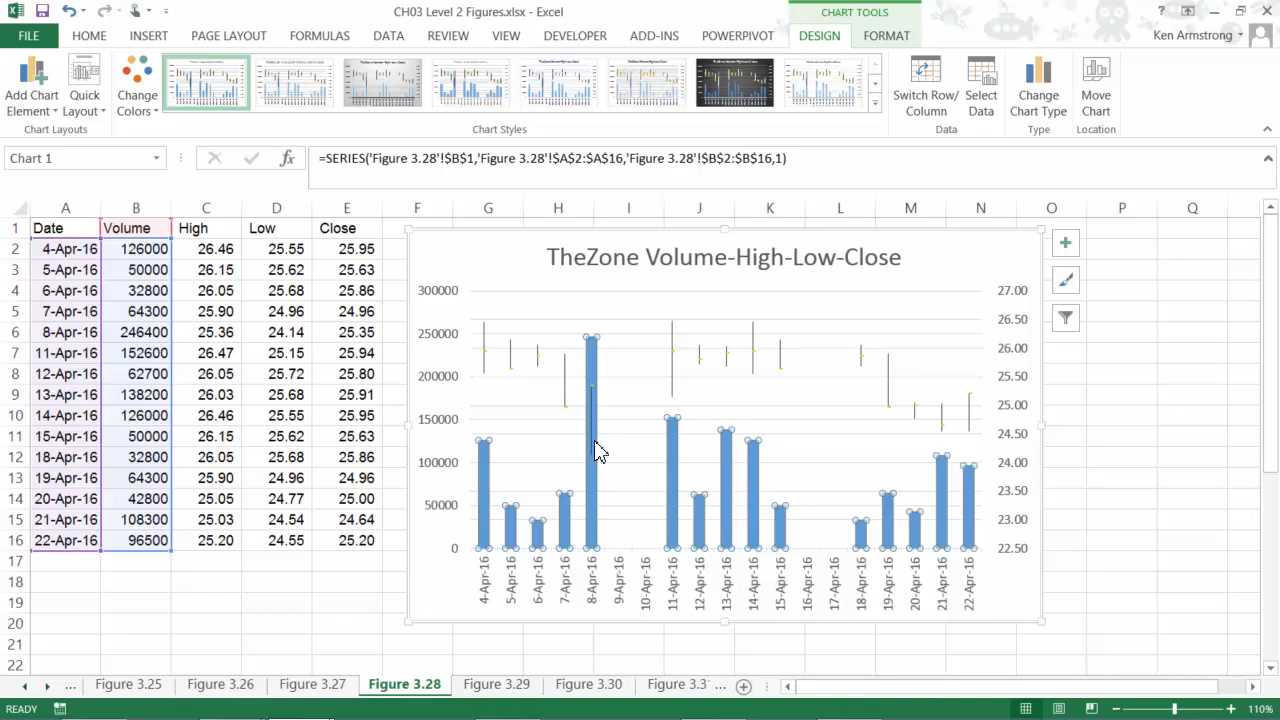 CH03 Level 2 Figures.xlsx - Excel
CHART TOOLS
?
FILE HOME INSERT PAGE LAYOUT FORMULAS DATA REVIEW VIEW DEVELOPER ADD-INS POWERPIVOT DESIGN FORMAT Ken Armstrong
Add Chart Element
Quick Layout
Change Colors
Switch Row/ Column
Select Data
Change Chart Type
Move Chart
Chart Layouts
Chart Styles
Data
Type
Location
Chart 1
fx
=SERIES('Figure 3.28'!$B$1,'Figure 3.28'!$A$2:$A$16,'Figure 3.28'!$B$2:$B$16,1)
A B C D E F G H I J K L M N O P Q
1 Date Volume High Low Close
2 4-Apr-16 126000 26.46 25.55 25.95
3 5-Apr-16 50000 26.15 25.62 25.63
4 6-Apr-16 32800 26.05 25.68 25.86
5 7-Apr-16 64300 25.90 24.96 24.96
6 8-Apr-16 246400 25.36 24.14 25.35
7 11-Apr-16 152600 26.47 25.15 25.94
8 12-Apr-16 62700 26.05 25.72 25.80
9 13-Apr-16 138200 26.03 25.68 25.91
10 14-Apr-16 126000 26.46 25.55 25.95
11 15-Apr-16 50000 26.15 25.62 25.63
12 18-Apr-16 32800 26.05 25.68 25.86
13 19-Apr-16 64300 25.90 24.96 24.96
14 20-Apr-16 42800 25.05 24.77 25.00
15 21-Apr-16 108300 25.03 24.54 24.64
16 22-Apr-16 96500 25.20 24.55 25.20
17
18
19
20
21
22
TheZone Volume-High-Low-Close
300000
250000
200000
150000
100000
50000
0
27.00
26.50
26.00
25.50
25.00
24.50
24.00
23.50
23.00
22.50
4-Apr-16
5-Apr-16
6-Apr-16
7-Apr-16
8-Apr-16
9-Apr-16
10-Apr-16
11-Apr-16
12-Apr-16
13-Apr-16
14-Apr-16
15-Apr-16
16-Apr-16
17-Apr-16
18-Apr-16
19-Apr-16
20-Apr-16
21-Apr-16
22-Apr-16
... Figure 3.25 Figure 3.26 Figure 3.27 Figure 3.28 Figure 3.29 Figure 3.30 Figure 3.3 ...
READY
110%